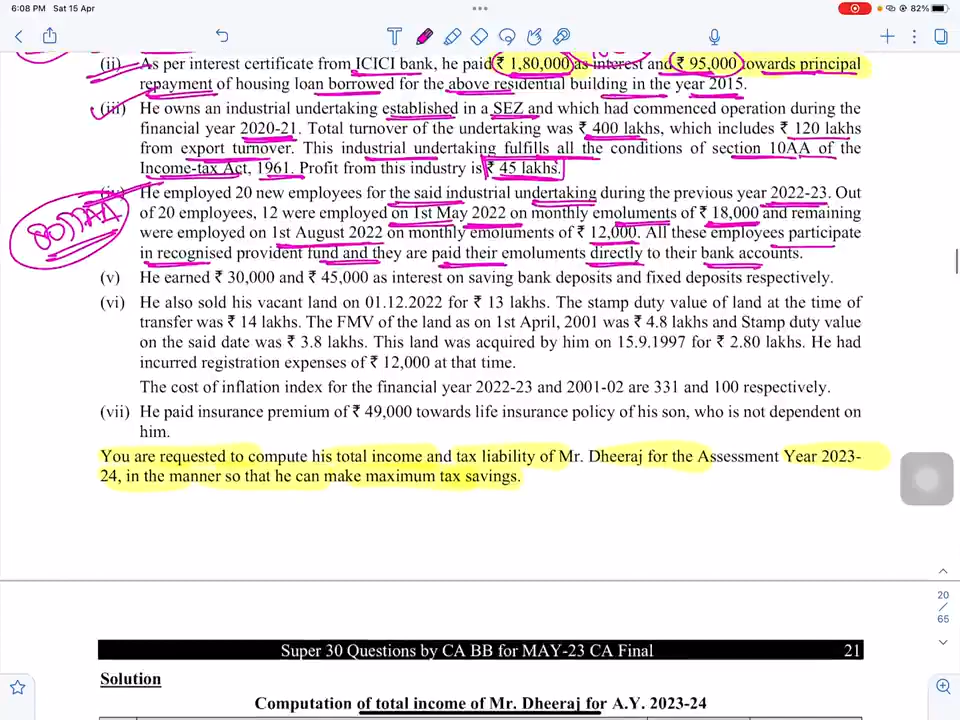 6:08 PM Sat 15 Apr
82%
(ii) As per interest certificate from ICICI bank, he paid ₹ 1,80,000 as interest and ₹ 95,000 towards principal
repayment of housing loan borrowed for the above residential building in the year 2015.
(iii) He owns an industrial undertaking established in a SEZ and which had commenced operation during the
financial year 2020-21. Total turnover of the undertaking was ₹ 400 lakhs, which includes ₹ 120 lakhs
from export turnover. This industrial undertaking fulfills all the conditions of section 10AA of the
Income-tax Act, 1961. Profit from this industry is ₹ 45 lakhs.
(iv) He employed 20 new employees for the said industrial undertaking during the previous year 2022-23. Out
of 20 employees, 12 were employed on 1st May 2022 on monthly emoluments of ₹ 18,000 and remaining
were employed on 1st August 2022 on monthly emoluments of ₹ 12,000. All these employees participate
in recognised provident fund and they are paid their emoluments directly to their bank accounts.
80JJAA
(v) He earned ₹ 30,000 and ₹ 45,000 as interest on saving bank deposits and fixed deposits respectively.
(vi) He also sold his vacant land on 01.12.2022 for ₹ 13 lakhs. The stamp duty value of land at the time of
transfer was ₹ 14 lakhs. The FMV of the land as on 1st April, 2001 was ₹ 4.8 lakhs and Stamp duty value
on the said date was ₹ 3.8 lakhs. This land was acquired by him on 15.9.1997 for ₹ 2.80 lakhs. He had
incurred registration expenses of ₹ 12,000 at that time.
The cost of inflation index for the financial year 2022-23 and 2001-02 are 331 and 100 respectively.
(vii) He paid insurance premium of ₹ 49,000 towards life insurance policy of his son, who is not dependent on
him.
You are requested to compute his total income and tax liability of Mr. Dheeraj for the Assessment Year 2023-
24, in the manner so that he can make maximum tax savings.
20
/
65
Super 30 Questions by CA BB for MAY-23 CA Final 21
Solution
Computation of total income of Mr. Dheeraj for A.Y. 2023-24